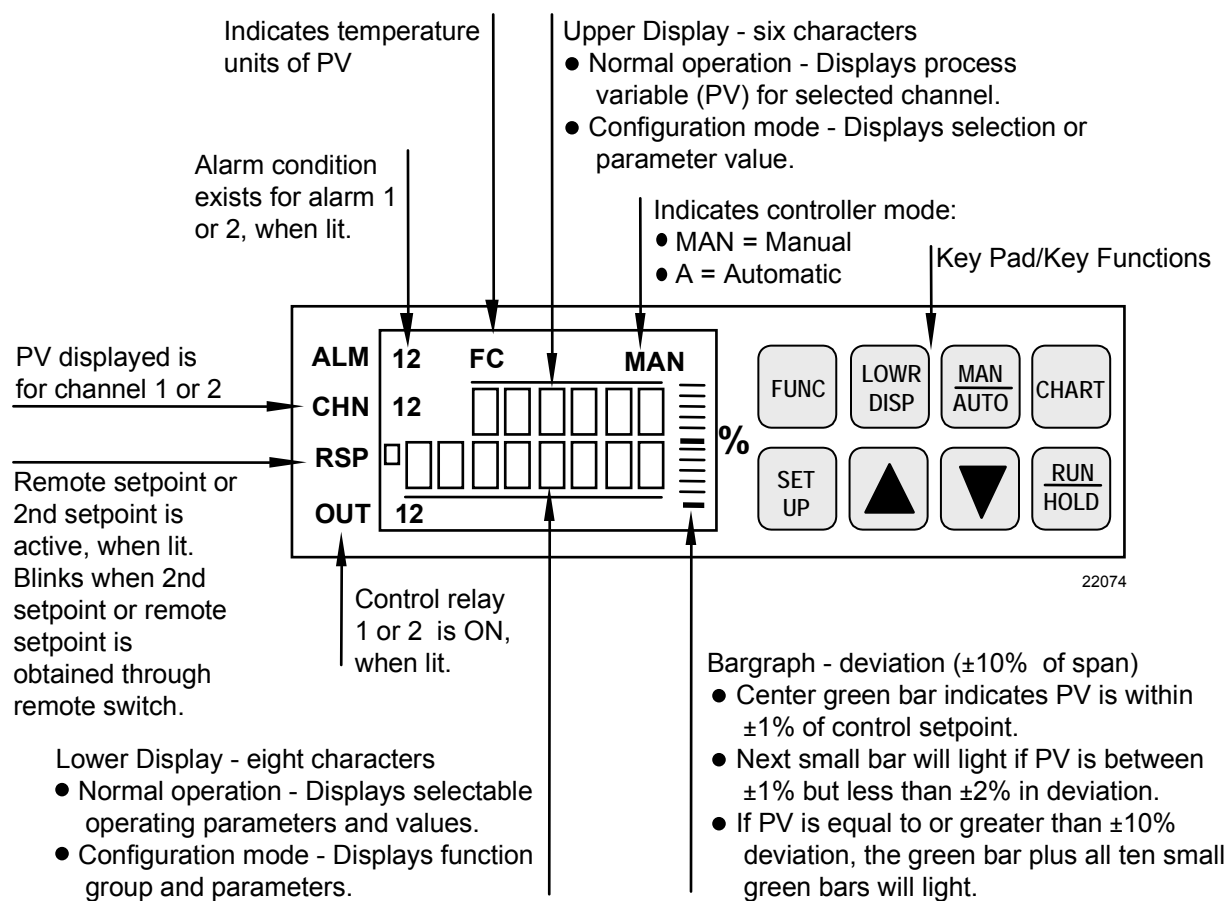 Indicates temperature
units of PV
Upper Display - six characters
● Normal operation - Displays process
variable (PV) for selected channel.
● Configuration mode - Displays selection or
parameter value.
Alarm condition
exists for alarm 1
or 2, when lit.
Indicates controller mode:
● MAN = Manual
● A = Automatic
Key Pad/Key Functions
PV displayed is
for channel 1 or 2
Remote setpoint or
2nd setpoint is
active, when lit.
Blinks when 2nd
setpoint or remote
setpoint is
obtained through
remote switch.
ALM 12 FC MAN
CHN 12
RSP
OUT 12
%
FUNC
LOWR
DISP
MAN
AUTO
CHART
SET
UP
RUN
HOLD
22074
Control relay
1 or 2 is ON,
when lit.
Lower Display - eight characters
● Normal operation - Displays selectable
operating parameters and values.
● Configuration mode - Displays function
group and parameters.
Bargraph - deviation (±10% of span)
● Center green bar indicates PV is within
±1% of control setpoint.
● Next small bar will light if PV is between
±1% but less than ±2% in deviation.
● If PV is equal to or greater than ±10%
deviation, the green bar plus all ten small
green bars will light.